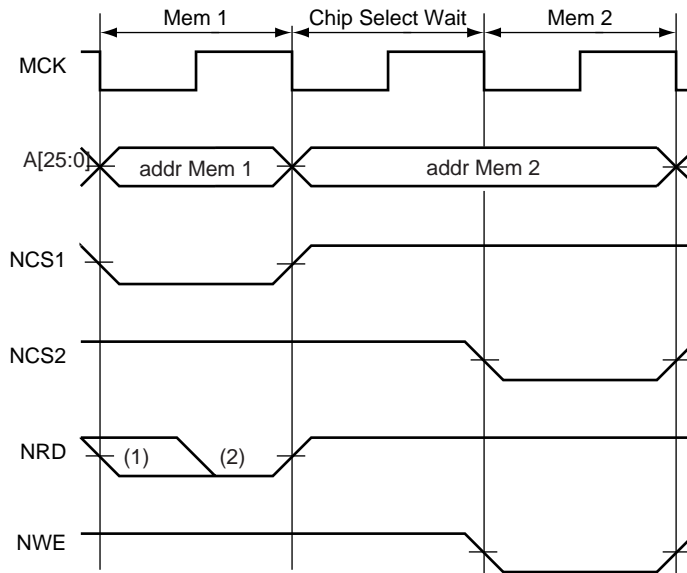 Mem 1 Chip Select Wait Mem 2
MCK
A[25:0] addr Mem 1 addr Mem 2
NCS1
NCS2
NRD (1) (2)
NWE